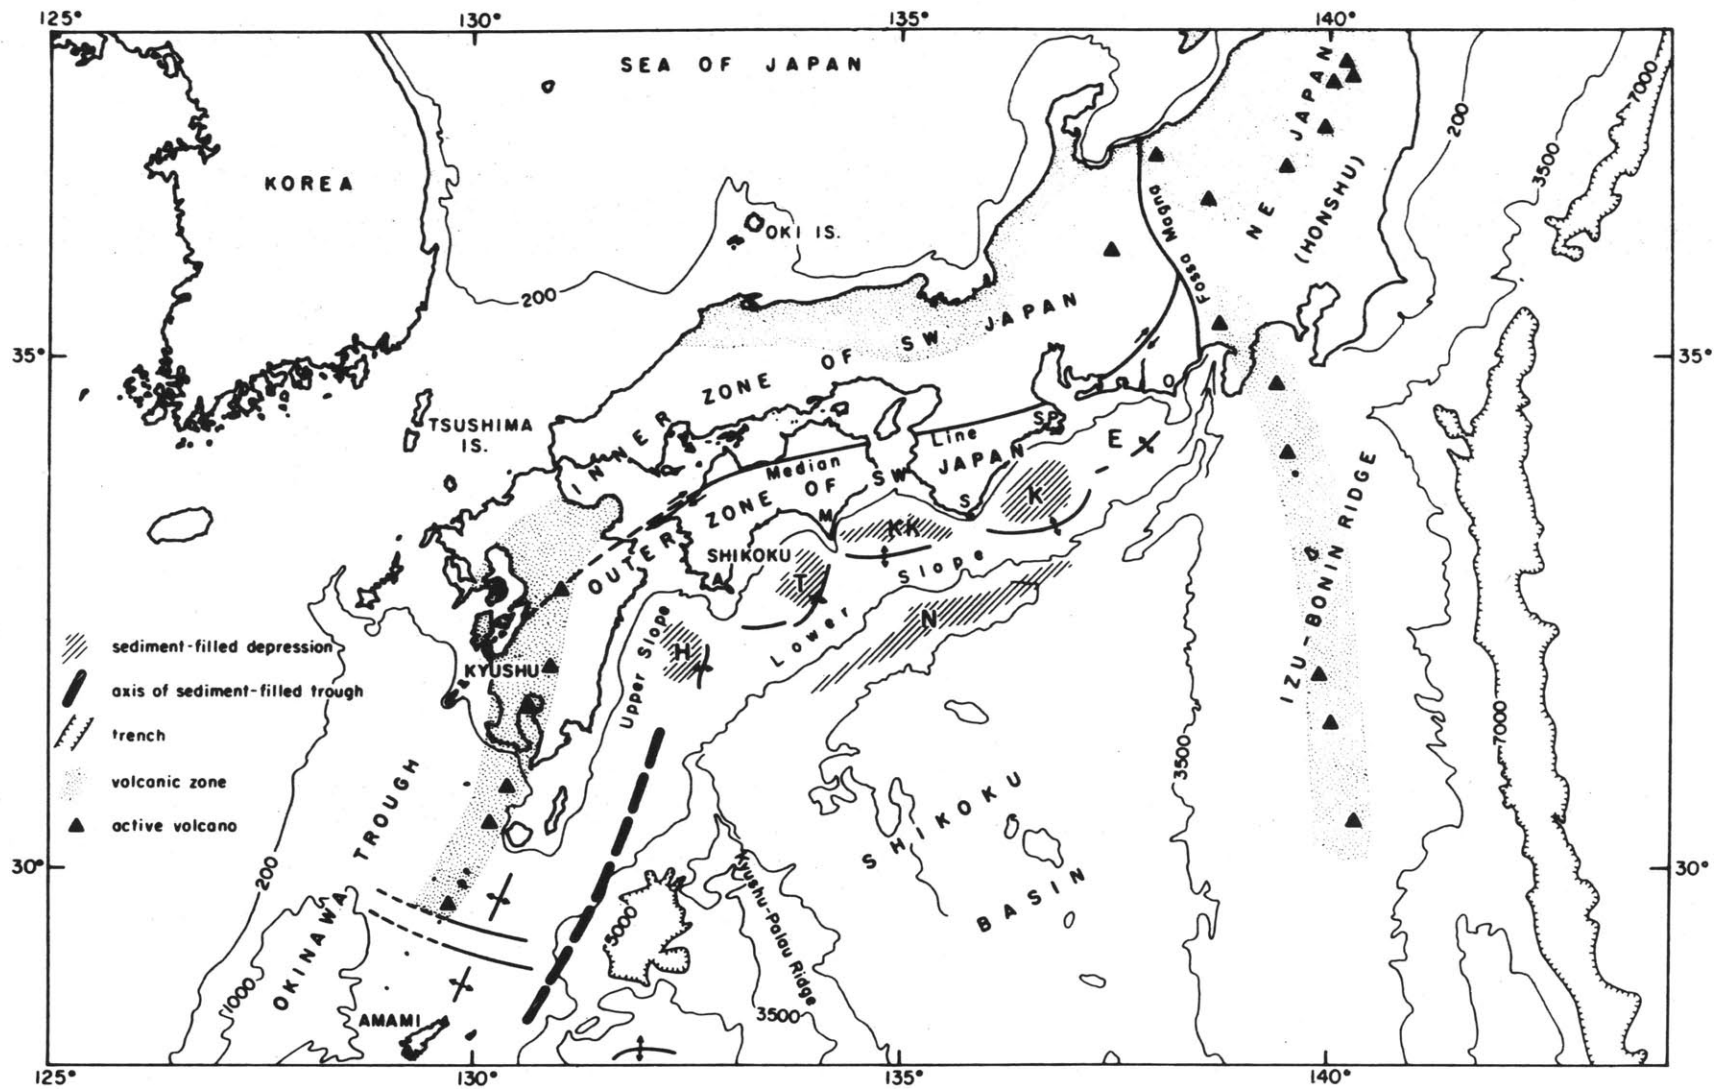 125°
130°
135°
140°
SEA OF JAPAN
KOREA
200
OKI IS.
NE JAPAN
(HONSHU)
Fossa Magna
200
3500
7000
35°
35°
TSUSHIMA
IS.
INNER ZONE OF SW JAPAN
Median Line
OUTER ZONE OF SW JAPAN
SP
O
E
K
S
M
KK
SHIKOKU
A
T
H
N
Upper Slope
Lower Slope
KYUSHU
IZU-BONIN RIDGE
sediment-filled depression
axis of sediment-filled trough
trench
volcanic zone
active volcano
3500
7000
SHIKOKU
BASIN
OKINAWA TROUGH
200
30°
30°
1000
5000
Kyushu-Palau Ridge
3500
AMAMI
125°
130°
135°
140°